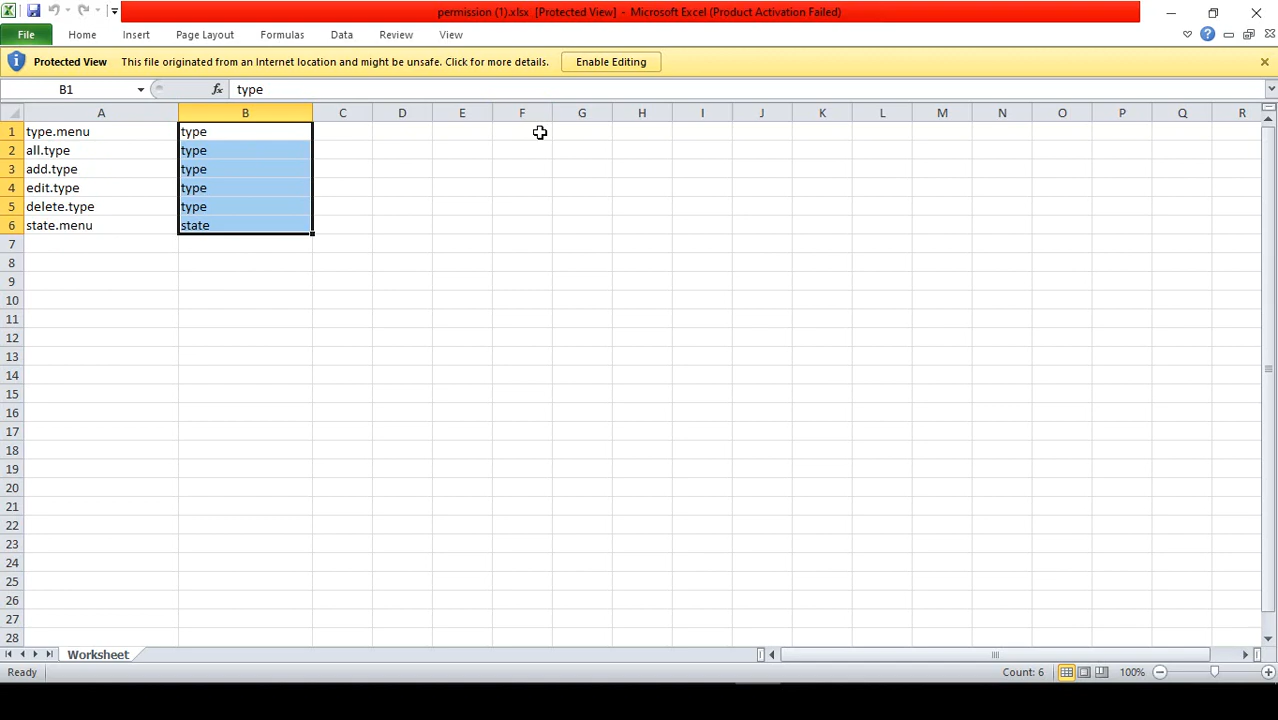 permission (1).xlsx [Protected View] - Microsoft Excel (Product Activation Failed)
File Home Insert Page Layout Formulas Data Review View
Protected View This file originated from an Internet location and might be unsafe. Click for more details. Enable Editing
B1 fx type
A B C D E F G H I J K L M N O P Q R
1 type.menu type
2 all.type type
3 add.type type
4 edit.type type
5 delete.type type
6 state.menu state
7
8
9
10
11
12
13
14
15
16
17
18
19
20
21
22
23
24
25
26
27
28
Worksheet
Ready Count: 6 100%